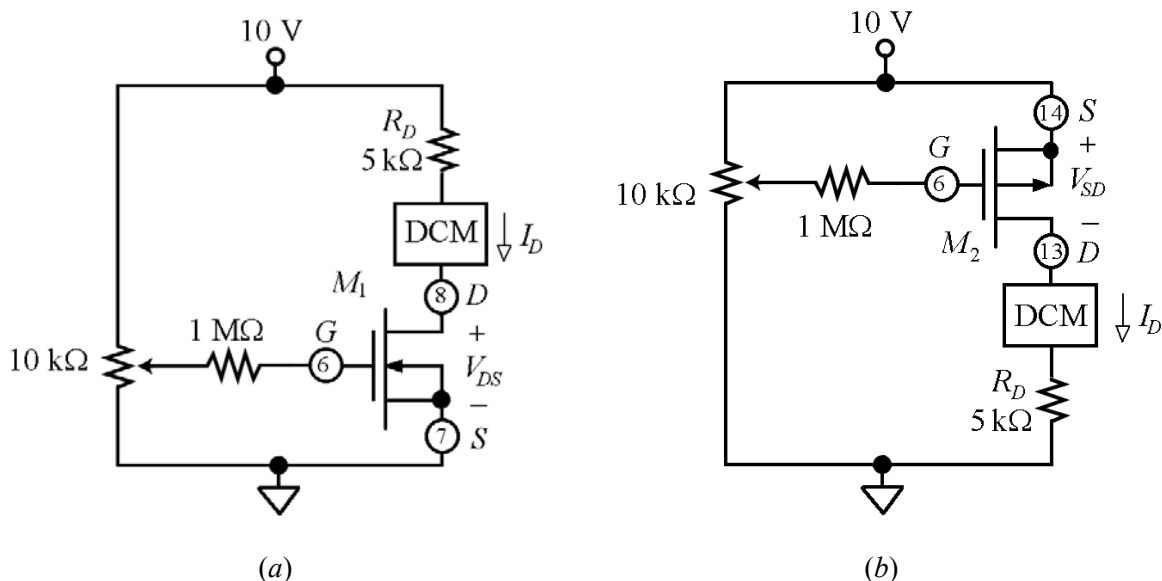 10 V
R_D
5 kΩ
DCM
I_D
M_1
8 D
+
1 MΩ
G
10 kΩ
6
V_DS
−
7 S
(a)
10 V
14 S
+
G
10 kΩ
6
V_SD
1 MΩ
−
M_2
13
D
DCM
I_D
R_D
5 kΩ
(b)